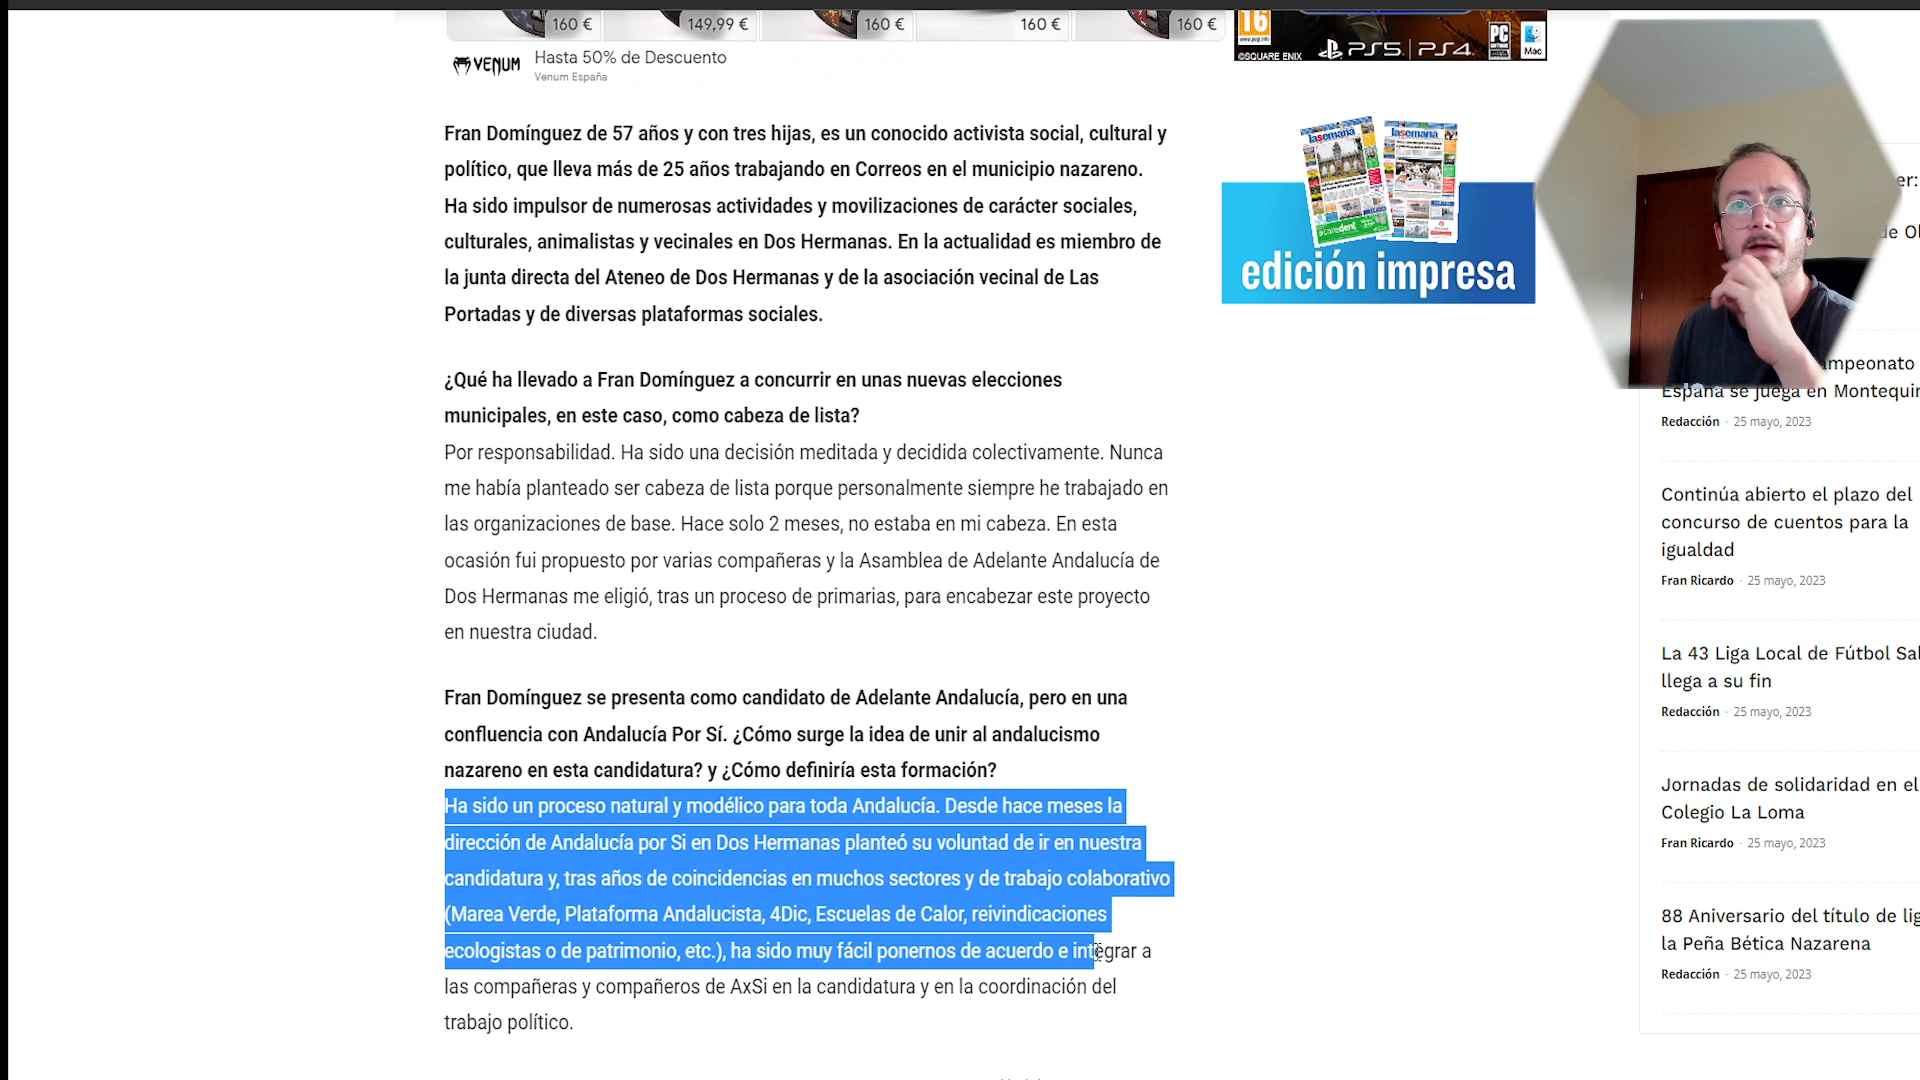 160 €
149,99 €
160 €
160 €
160 €
VENUM
Hasta 50% de Descuento
Venum España
16
www.pegi.info
©SQUARE ENIX
PS5 | PS4
PC
Mac
Fran Domínguez de 57 años y con tres hijas, es un conocido activista social, cultural y
político, que lleva más de 25 años trabajando en Correos en el municipio nazareno.
Ha sido impulsor de numerosas actividades y movilizaciones de carácter sociales,
culturales, animalistas y vecinales en Dos Hermanas. En la actualidad es miembro de
la junta directa del Ateneo de Dos Hermanas y de la asociación vecinal de Las
Portadas y de diversas plataformas sociales.
¿Qué ha llevado a Fran Domínguez a concurrir en unas nuevas elecciones
municipales, en este caso, como cabeza de lista?
Por responsabilidad. Ha sido una decisión meditada y decidida colectivamente. Nunca
me había planteado ser cabeza de lista porque personalmente siempre he trabajado en
las organizaciones de base. Hace solo 2 meses, no estaba en mi cabeza. En esta
ocasión fui propuesto por varias compañeras y la Asamblea de Adelante Andalucía de
Dos Hermanas me eligió, tras un proceso de primarias, para encabezar este proyecto
en nuestra ciudad.
Fran Domínguez se presenta como candidato de Adelante Andalucía, pero en una
confluencia con Andalucía Por Sí. ¿Cómo surge la idea de unir al andalucismo
nazareno en esta candidatura? y ¿Cómo definiría esta formación?
Ha sido un proceso natural y modélico para toda Andalucía. Desde hace meses la
dirección de Andalucía por Si en Dos Hermanas planteó su voluntad de ir en nuestra
candidatura y, tras años de coincidencias en muchos sectores y de trabajo colaborativo
(Marea Verde, Plataforma Andalucista, 4Dic, Escuelas de Calor, reivindicaciones
ecologistas o de patrimonio, etc.), ha sido muy fácil ponernos de acuerdo e integrar a
las compañeras y compañeros de AxSi en la candidatura y en la coordinación del
trabajo político.
lasemana
lasemana
caredent
edición impresa
er:
de Ol
mpeonato
España se juega en Montequin
Redacción - 25 mayo, 2023
Continúa abierto el plazo del
concurso de cuentos para la
igualdad
Fran Ricardo - 25 mayo, 2023
La 43 Liga Local de Fútbol Sal
llega a su fin
Redacción - 25 mayo, 2023
Jornadas de solidaridad en el
Colegio La Loma
Fran Ricardo - 25 mayo, 2023
88 Aniversario del título de lig
la Peña Bética Nazarena
Redacción - 25 mayo, 2023